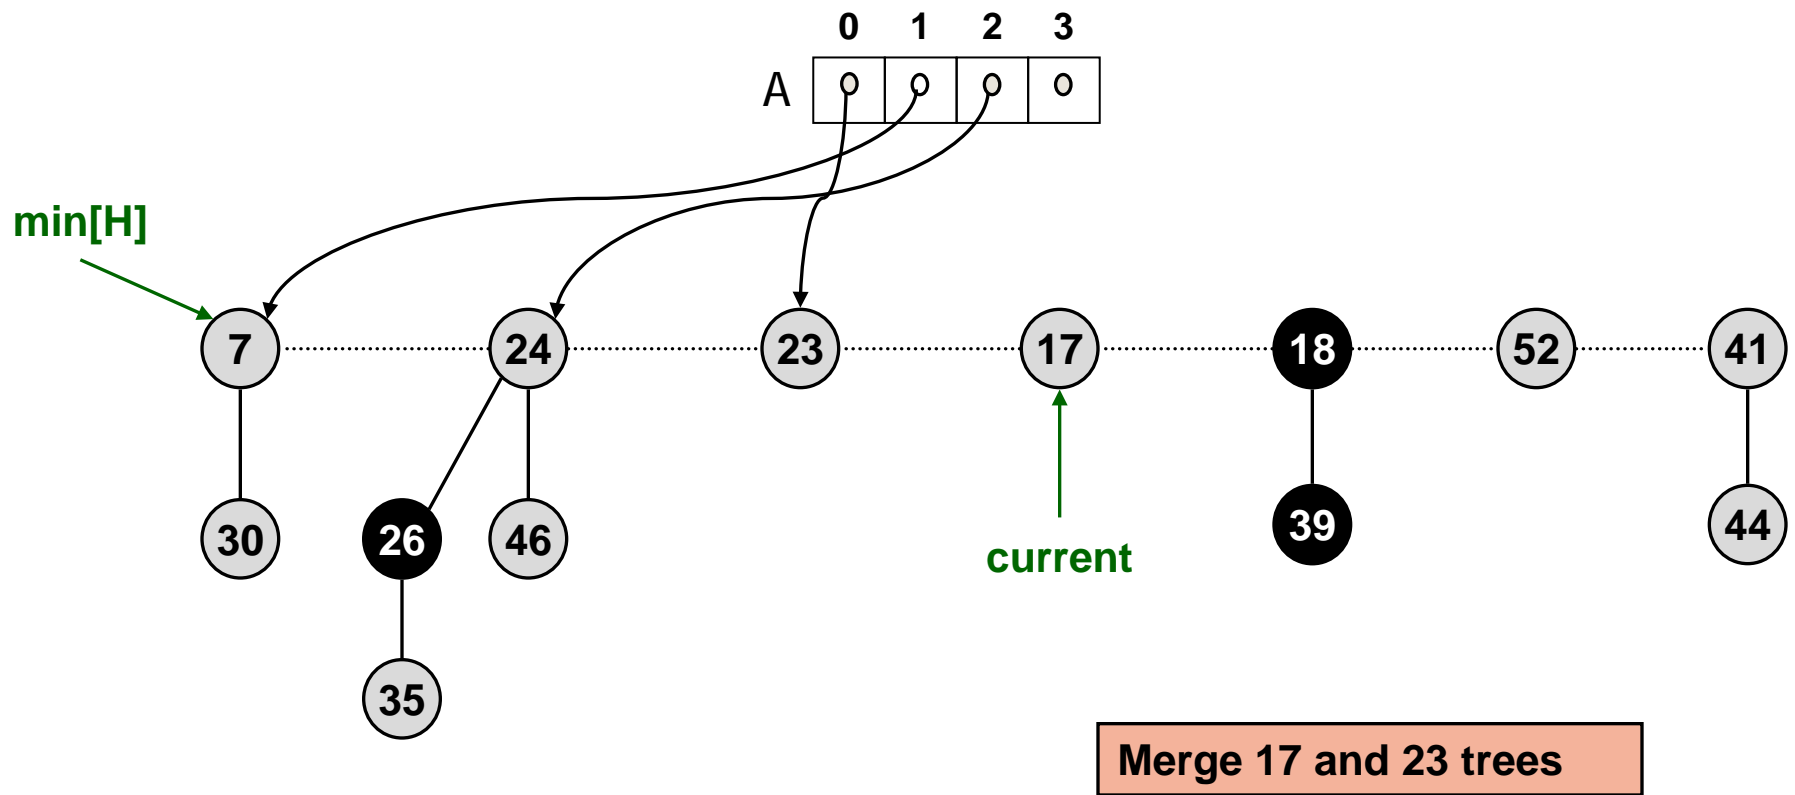 0 1 2 3
A
min[H]
7 24 23 17 18 52 41
30 26 46 39 44
current
35
Merge 17 and 23 trees